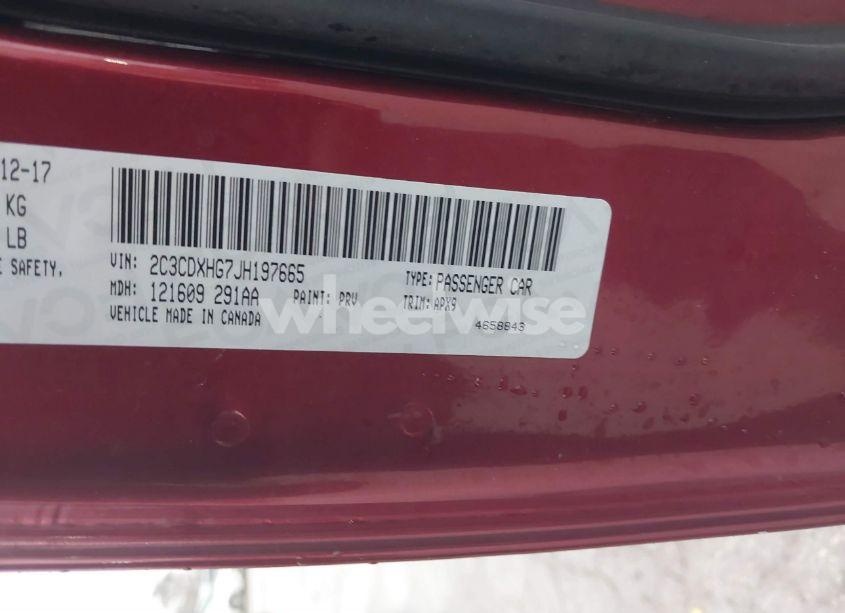 12-17
KG
LB
E SAFETY,
VIN: 2C3CDXHG7JH197665
TYPE: PASSENGER CAR
MDH: 121609 291AA
PAINT: PRV
TRIM: APX9
VEHICLE MADE IN CANADA
4658843
wheelwise